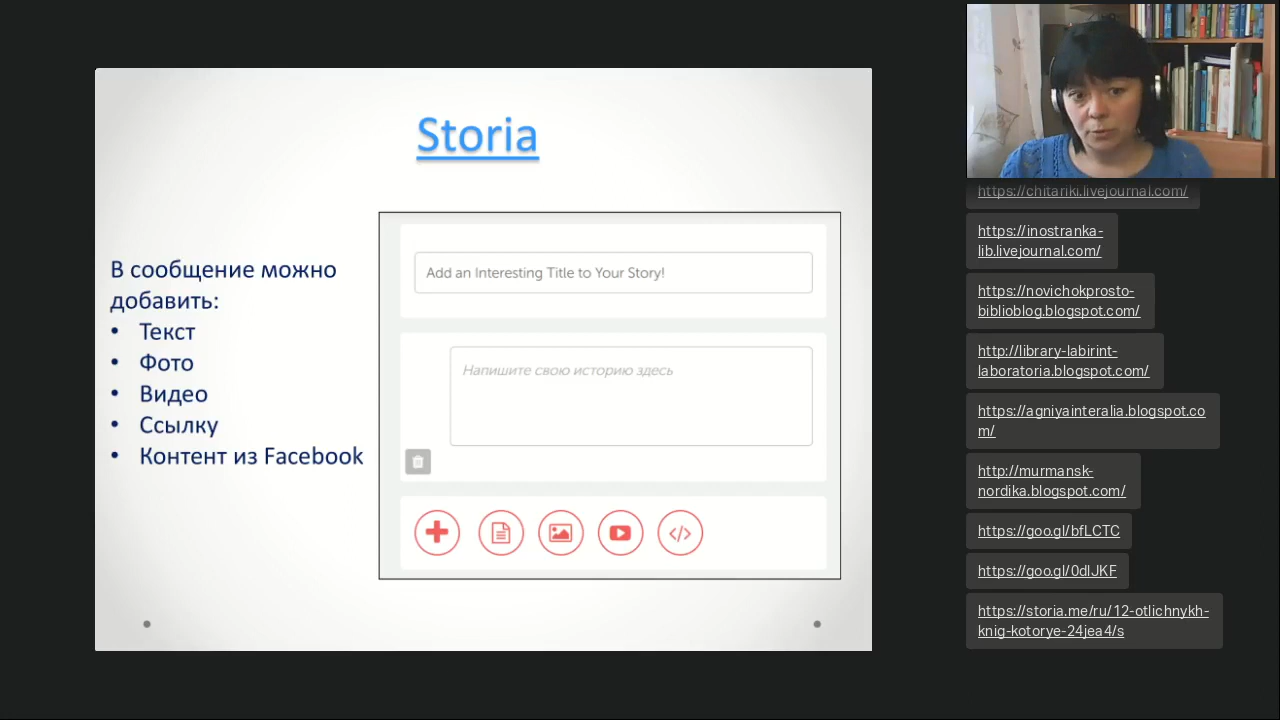 Storia
В сообщение можно
добавить:
• Текст
• Фото
• Видео
• Ссылку
• Контент из Facebook
Add an Interesting Title to Your Story!
Напишите свою историю здесь
https://chitariki.livejournal.com/
https://inostranka-
lib.livejournal.com/
https://novichokprosto-
biblioblog.blogspot.com/
http://library-labirint-
laboratoria.blogspot.com/
https://agniyainteralia.blogspot.co
m/
http://murmansk-
nordika.blogspot.com/
https://goo.gl/bfLCTC
https://goo.gl/0dlJKF
https://storia.me/ru/12-otlichnykh-
knig-kotorye-24jea4/s